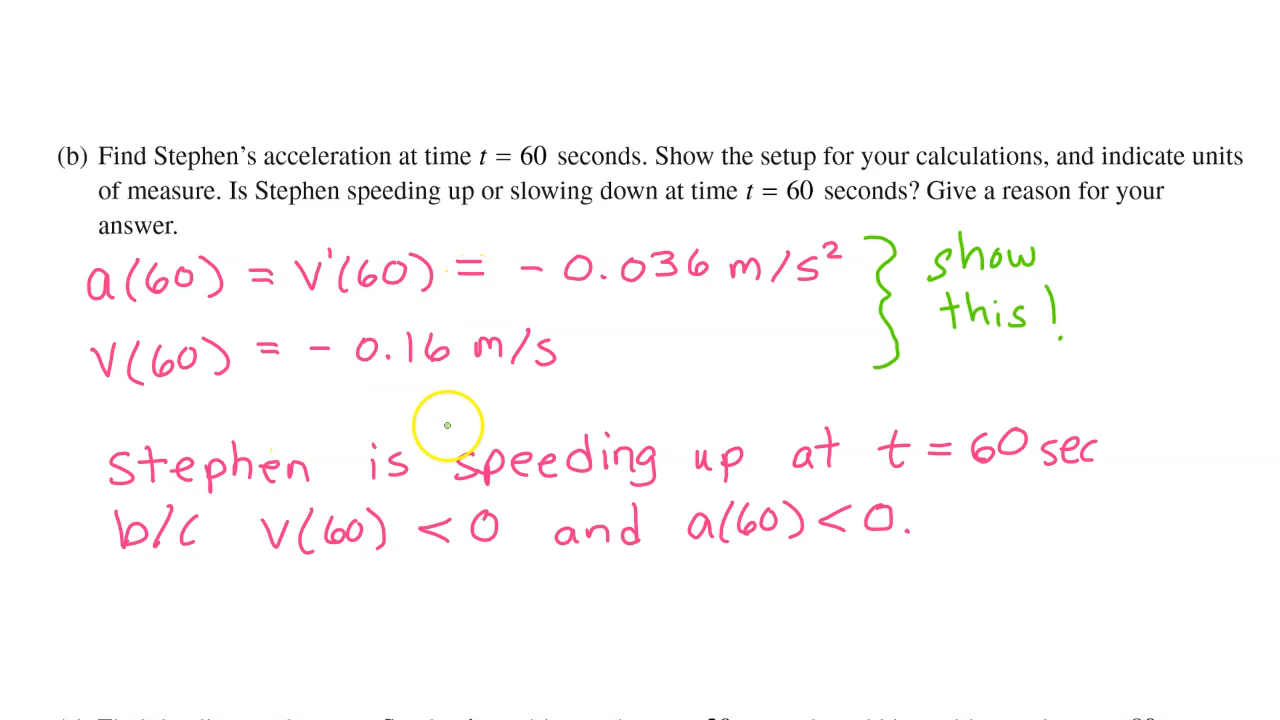 (b) Find Stephen's acceleration at time t = 60 seconds. Show the setup for your calculations, and indicate units
of measure. Is Stephen speeding up or slowing down at time t = 60 seconds? Give a reason for your
answer.
a(60) = v'(60) = - 0.036 m/s² } show
this!
v(60) = - 0.16 m/s
Stephen is speeding up at t = 60 sec
b/c v(60) < 0 and a(60) < 0.